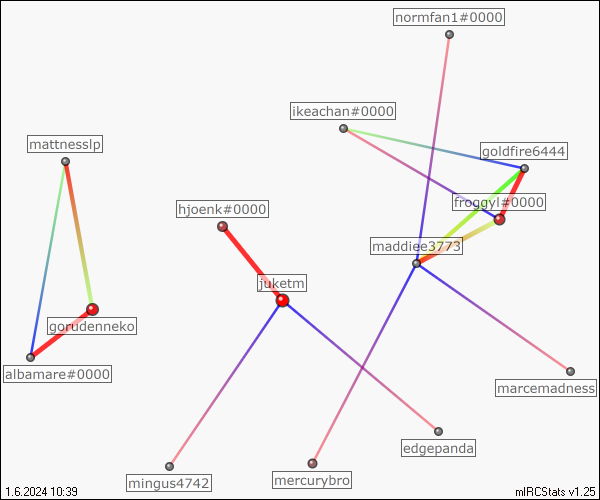 normfan1#0000
ikeachan#0000
goldfire6444
mattnesslp
froggyl#0000
hjoenk#0000
maddiee3773
juketm
gorudenneko
albamare#0000
marcemadness
edgepanda
mingus4742
mercurybro
1.6.2024 10:39
mIRCStats v1.25